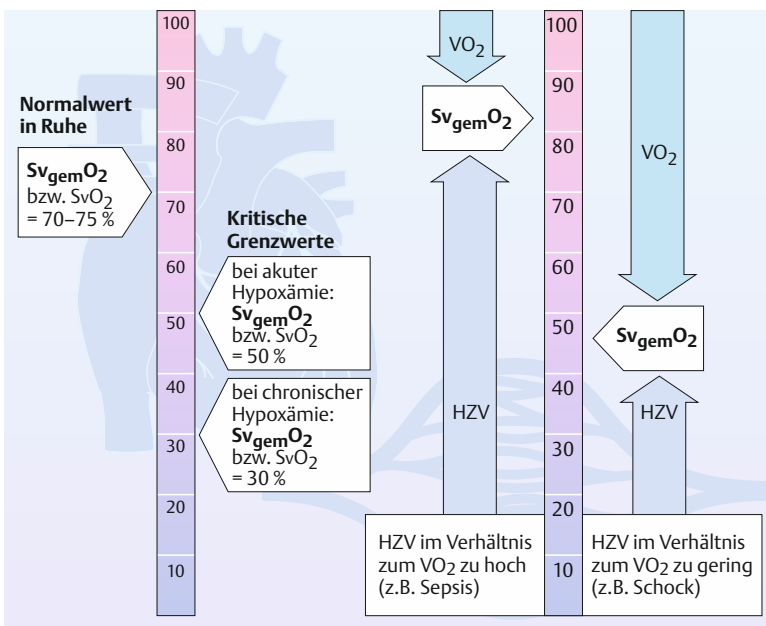 100
90
80
70
60
50
40
30
20
10
Normalwert
in Ruhe
SvgemO2
bzw. SvO2
= 70–75 %
Kritische
Grenzwerte
bei akuter
Hypoxämie:
SvgemO2
bzw. SvO2
= 50 %
bei chronischer
Hypoxämie:
SvgemO2
bzw. SvO2
= 30 %
VO2
SvgemO2
HZV
HZV im Verhältnis
zum VO2 zu hoch
(z.B. Sepsis)
100
90
80
70
60
50
40
30
20
10
VO2
SvgemO2
HZV
HZV im Verhältnis
zum VO2 zu gering
(z.B. Schock)